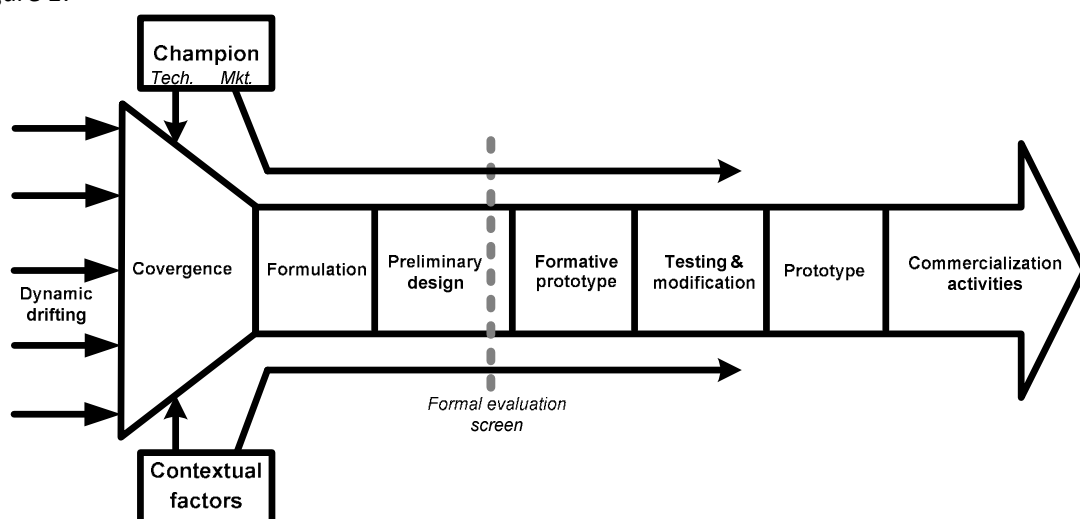 Champion
Tech. Mkt.
Dynamic
drifting
Covergence
Formulation
Preliminary
design
Formative
prototype
Testing &
modification
Prototype
Commercialization
activities
Formal evaluation
screen
Contextual
factors